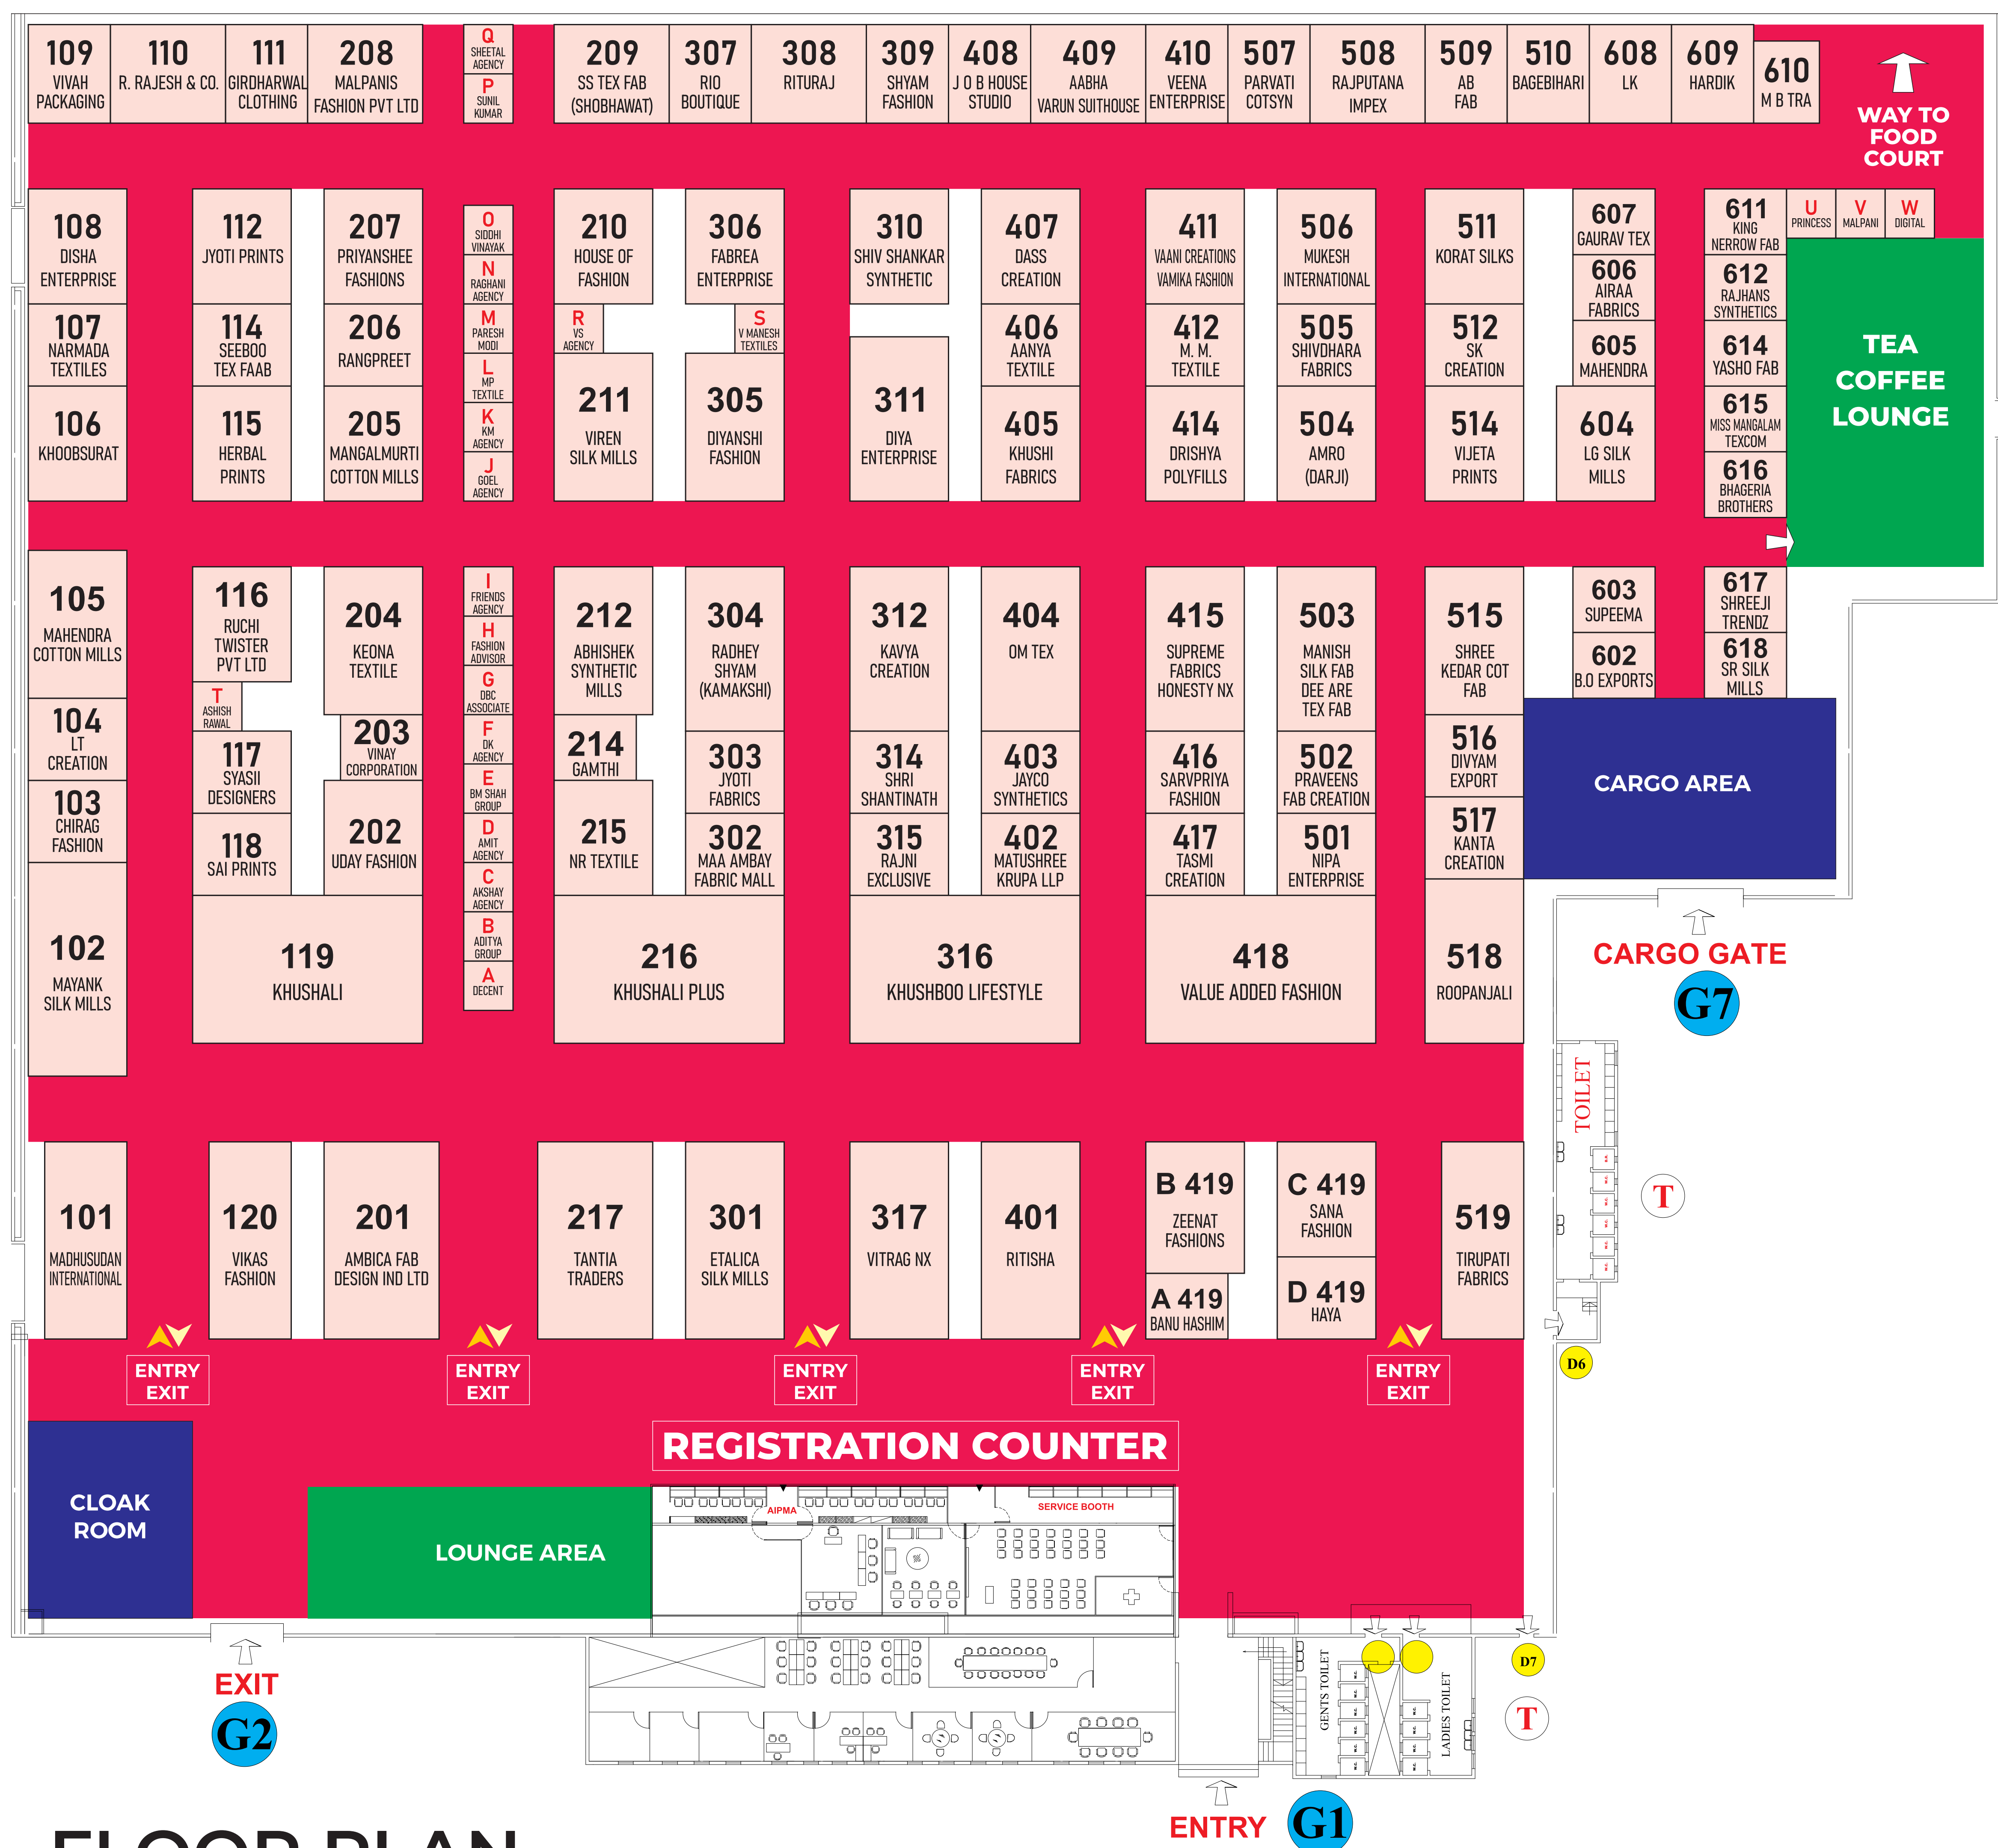 109
VIVAH
PACKAGING
110
R. RAJESH & CO.
111
GIRDHARWAL
CLOTHING
208
MALPANIS
FASHION PVT LTD
Q
SHEETAL
AGENCY
P
SUNIL
KUMAR
209
SS TEX FAB
(SHOBHAWAT)
307
RIO
BOUTIQUE
308
RITURAJ
309
SHYAM
FASHION
408
J O B HOUSE
STUDIO
409
AABHA
VARUN SUITHOUSE
410
VEENA
ENTERPRISE
507
PARVATI
COTSYN
508
RAJPUTANA
IMPEX
509
AB
FAB
510
BAGEBIHARI
608
LK
609
HARDIK
610
M B TRA
WAY TO
FOOD
COURT
108
DISHA
ENTERPRISE
107
NARMADA
TEXTILES
106
KHOOBSURAT
112
JYOTI PRINTS
114
SEEBOO
TEX FAAB
115
HERBAL
PRINTS
207
PRIYANSHEE
FASHIONS
206
RANGPREET
205
MANGALMURTI
COTTON MILLS
O
SIDDHI
VINAYAK
N
RAGHANI
AGENCY
M
PARESH
MODI
L
MP
TEXTILE
K
KM
AGENCY
J
GOEL
AGENCY
210
HOUSE OF
FASHION
R
VS
AGENCY
211
VIREN
SILK MILLS
306
FABREA
ENTERPRISE
S
V MANESH
TEXTILES
305
DIYANSHI
FASHION
310
SHIV SHANKAR
SYNTHETIC
311
DIYA
ENTERPRISE
407
DASS
CREATION
406
AANYA
TEXTILE
405
KHUSHI
FABRICS
411
VAANI CREATIONS
VAMIKA FASHION
412
M. M.
TEXTILE
414
DRISHYA
POLYFILLS
506
MUKESH
INTERNATIONAL
505
SHIVDHARA
FABRICS
504
AMRO
(DARJI)
511
KORAT SILKS
512
SK
CREATION
514
VIJETA
PRINTS
607
GAURAV TEX
606
AIRAA
FABRICS
605
MAHENDRA
604
LG SILK
MILLS
611
KING
NERROW FAB
612
RAJHANS
SYNTHETICS
614
YASHO FAB
615
MISS MANGALAM
TEXCOM
616
BHAGERIA
BROTHERS
U
PRINCESS
V
MALPANI
W
DIGITAL
TEA
COFFEE
LOUNGE
105
MAHENDRA
COTTON MILLS
104
LT
CREATION
103
CHIRAG
FASHION
102
MAYANK
SILK MILLS
116
RUCHI
TWISTER
PVT LTD
T
ASHISH
RAWAL
117
SYASII
DESIGNERS
118
SAI PRINTS
204
KEONA
TEXTILE
203
VINAY
CORPORATION
202
UDAY FASHION
119
KHUSHALI
I
FRIENDS
AGENCY
H
FASHION
ADVISOR
G
DBC
ASSOCIATE
F
DK
AGENCY
E
BM SHAH
GROUP
D
AMIT
AGENCY
C
AKSHAY
AGENCY
B
ADITYA
GROUP
A
DECENT
212
ABHISHEK
SYNTHETIC
MILLS
214
GAMTHI
215
NR TEXTILE
304
RADHEY
SHYAM
(KAMAKSHI)
303
JYOTI
FABRICS
302
MAA AMBAY
FABRIC MALL
216
KHUSHALI PLUS
312
KAVYA
CREATION
314
SHRI
SHANTINATH
315
RAJNI
EXCLUSIVE
404
OM TEX
403
JAYCO
SYNTHETICS
402
MATUSHREE
KRUPA LLP
316
KHUSHBOO LIFESTYLE
415
SUPREME
FABRICS
HONESTY NX
416
SARVPRIYA
FASHION
417
TASMI
CREATION
503
MANISH
SILK FAB
DEE ARE
TEX FAB
502
PRAVEENS
FAB CREATION
501
NIPA
ENTERPRISE
418
VALUE ADDED FASHION
515
SHREE
KEDAR COT
FAB
516
DIVYAM
EXPORT
517
KANTA
CREATION
518
ROOPANJALI
603
SUPEEMA
602
B.O EXPORTS
617
SHREEJI
TRENDZ
618
SR SILK
MILLS
CARGO AREA
CARGO GATE
G7
TOILET
T
101
MADHUSUDAN
INTERNATIONAL
120
VIKAS
FASHION
201
AMBICA FAB
DESIGN IND LTD
217
TANTIA
TRADERS
301
ETALICA
SILK MILLS
317
VITRAG NX
401
RITISHA
B 419
ZEENAT
FASHIONS
A 419
BANU HASHIM
C 419
SANA
FASHION
D 419
HAYA
519
TIRUPATI
FABRICS
D6
ENTRY
EXIT
ENTRY
EXIT
ENTRY
EXIT
ENTRY
EXIT
ENTRY
EXIT
REGISTRATION COUNTER
CLOAK
ROOM
LOUNGE AREA
AIPMA
SERVICE BOOTH
EXIT
G2
GENTS TOILET
LADIES TOILET
D7
T
ENTRY
G1
FLOOR PLAN